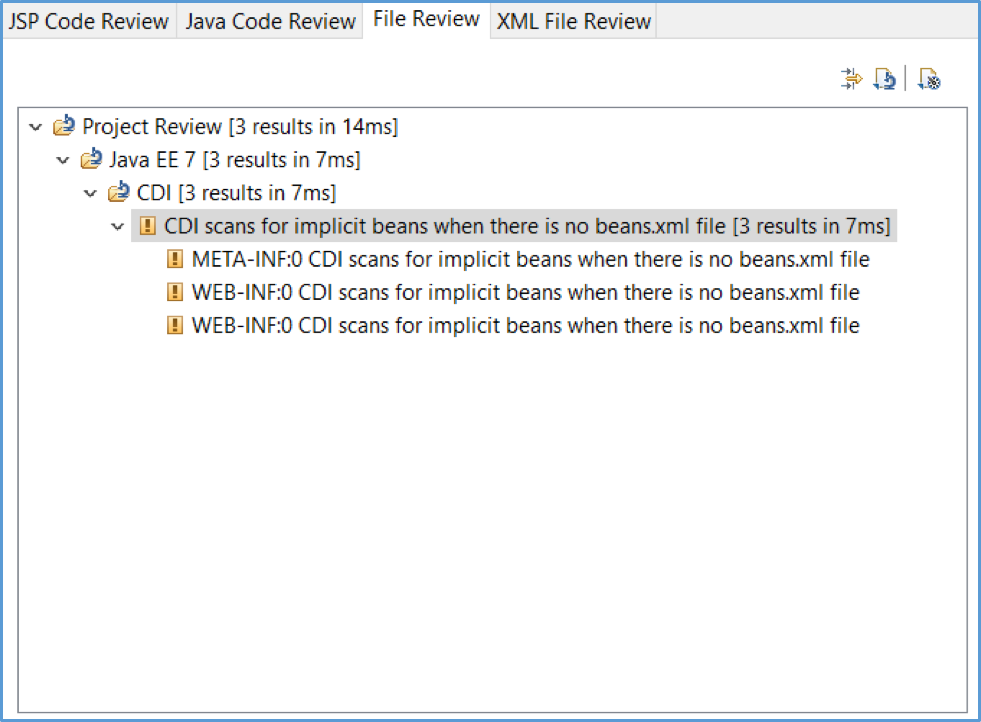 JSP Code Review
Java Code Review
File Review
XML File Review
Project Review [3 results in 14ms]
Java EE 7 [3 results in 7ms]
CDI [3 results in 7ms]
CDI scans for implicit beans when there is no beans.xml file [3 results in 7ms]
META-INF:0 CDI scans for implicit beans when there is no beans.xml file
WEB-INF:0 CDI scans for implicit beans when there is no beans.xml file
WEB-INF:0 CDI scans for implicit beans when there is no beans.xml file